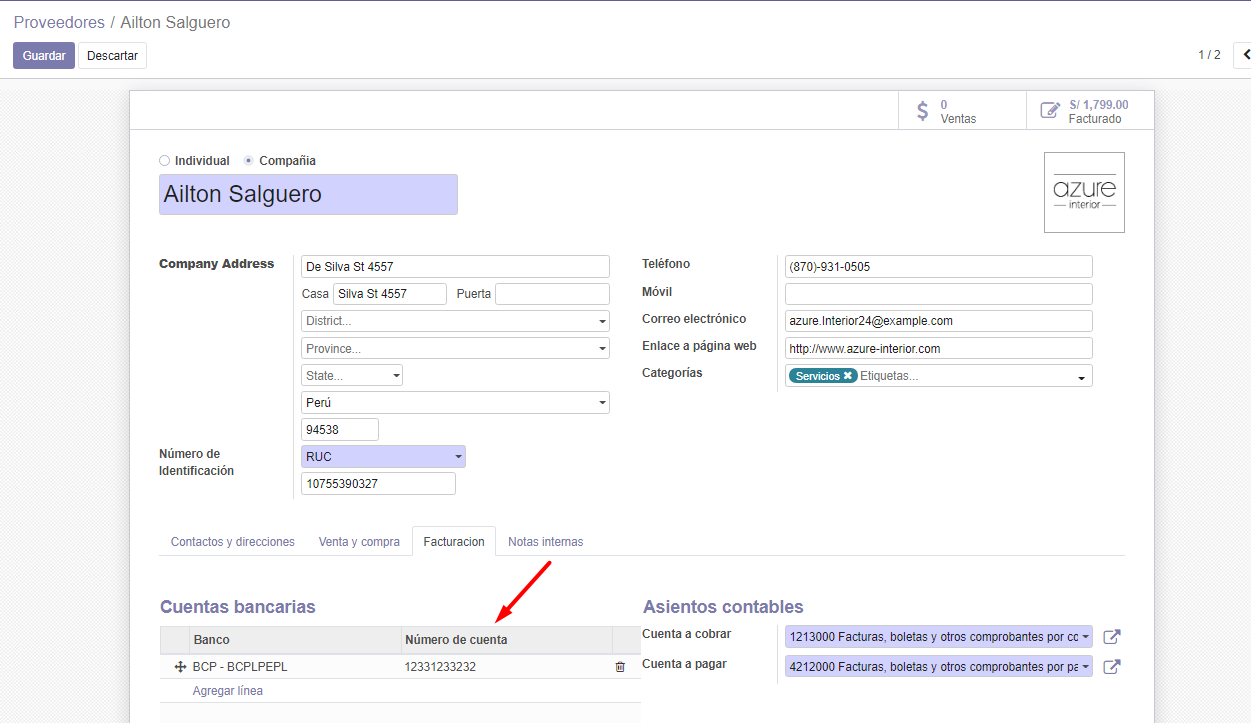 Proveedores / Ailton Salguero
Guardar Descartar
1 / 2
0
Ventas
S/ 1,799.00
Facturado
Individual Compañia
Ailton Salguero
azure
interior
Company Address
De Silva St 4557
Casa Silva St 4557 Puerta
District...
Province...
State...
Perú
94538
Número de
Identificación
RUC
10755390327
Teléfono (870)-931-0505
Móvil
Correo electrónico azure.Interior24@example.com
Enlace a página web http://www.azure-interior.com
Categorías Servicios Etiquetas...
Contactos y direcciones Venta y compra Facturacion Notas internas
Cuentas bancarias
Banco Número de cuenta
BCP - BCPLPEPL 12331233232
Agregar línea
Asientos contables
Cuenta a cobrar 1213000 Facturas, boletas y otros comprobantes por co
Cuenta a pagar 4212000 Facturas, boletas y otros comprobantes por pa